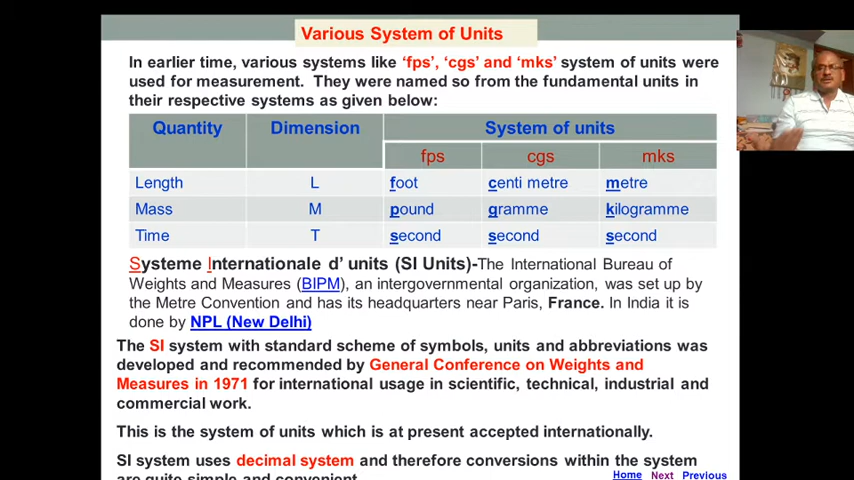 Various System of Units
In earlier time, various systems like ‘fps’, ‘cgs’ and ‘mks’ system of units were
used for measurement. They were named so from the fundamental units in
their respective systems as given below:
Quantity Dimension System of units
fps cgs mks
Length L foot centi metre metre
Mass M pound gramme kilogramme
Time T second second second
Systeme Internationale d’ units (SI Units)-The International Bureau of
Weights and Measures (BIPM), an intergovernmental organization, was set up by
the Metre Convention and has its headquarters near Paris, France. In India it is
done by NPL (New Delhi)
The SI system with standard scheme of symbols, units and abbreviations was
developed and recommended by General Conference on Weights and
Measures in 1971 for international usage in scientific, technical, industrial and
commercial work.
This is the system of units which is at present accepted internationally.
SI system uses decimal system and therefore conversions within the system
are quite simple and convenient.
Home Next Previous